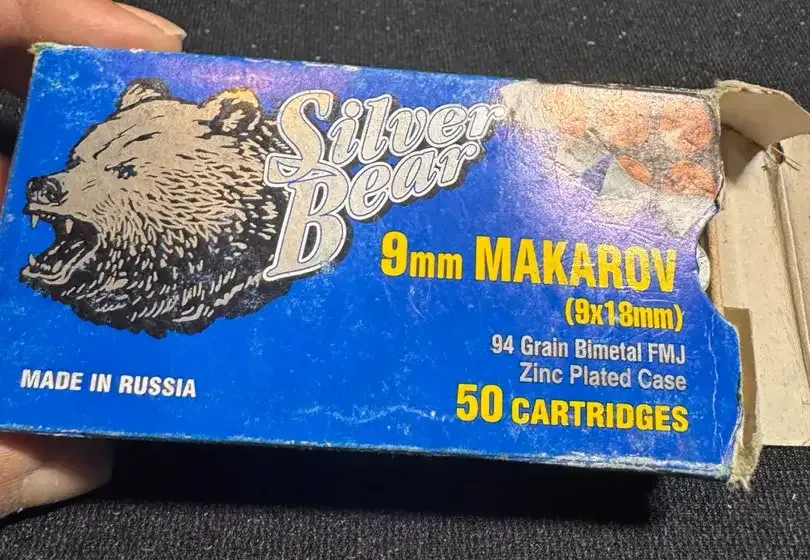 Silver
Bear
9mm MAKAROV
(9x18mm)
94 Grain Bimetal FMJ
Zinc Plated Case
50 CARTRIDGES
MADE IN RUSSIA